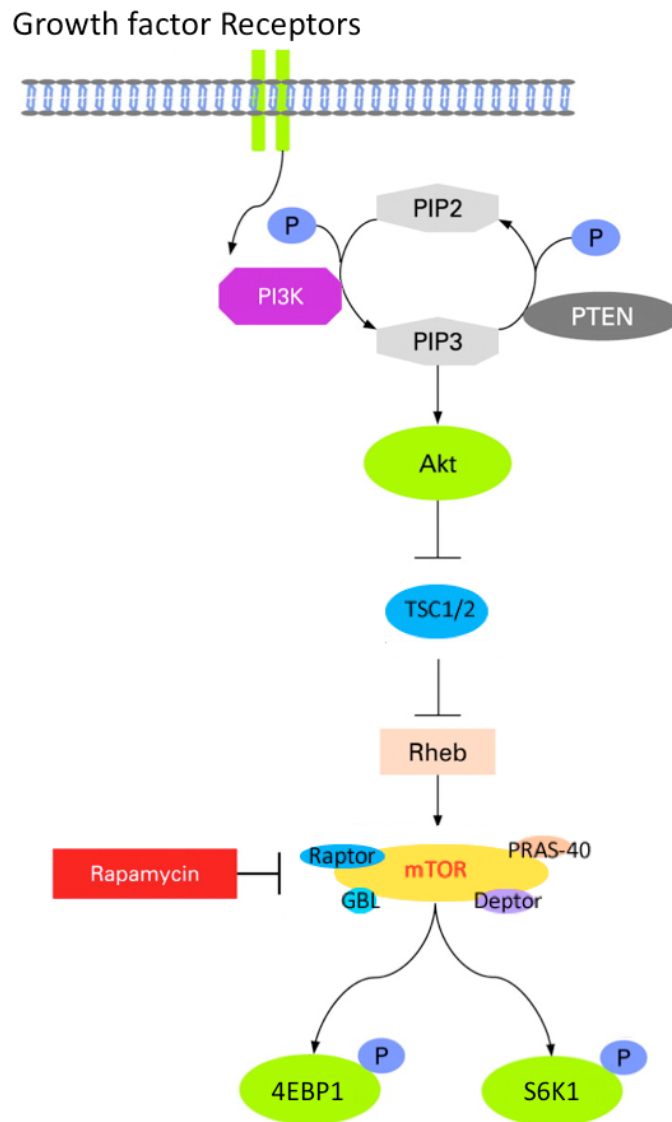 Growth factor Receptors
P
PIP2
P
PI3K
PTEN
PIP3
Akt
TSC1/2
Rheb
Raptor
PRAS-40
mTOR
Rapamycin
GBL
Deptor
P
P
4EBP1
S6K1